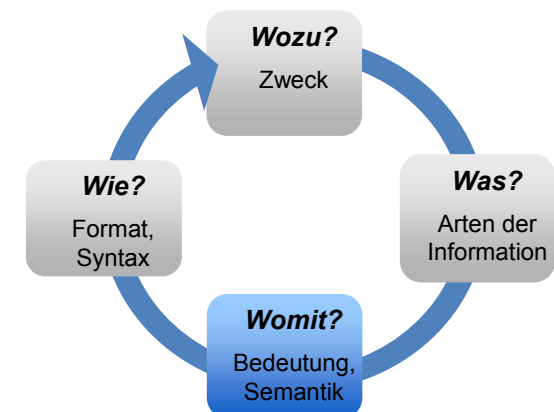 Wozu?
Zweck
Was?
Arten der
Information
Womit?
Bedeutung,
Semantik
Wie?
Format,
Syntax